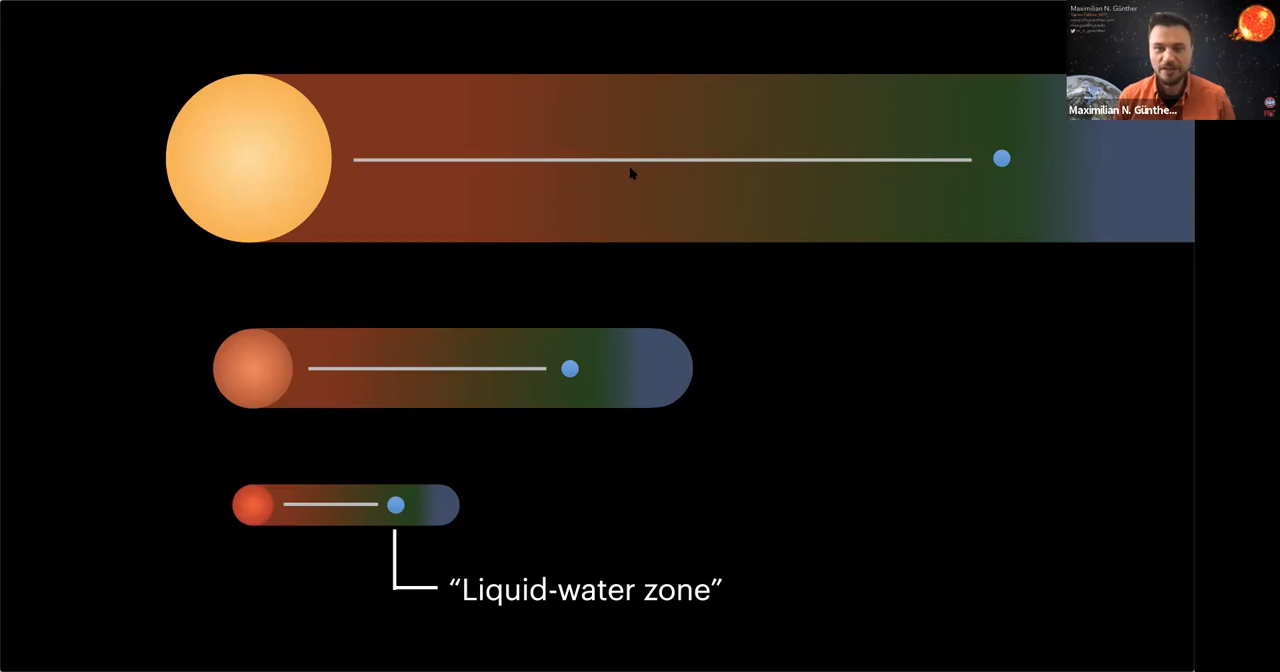 Maximilian N. Günther
Maximilian N. Günthe...
“Liquid-water zone”